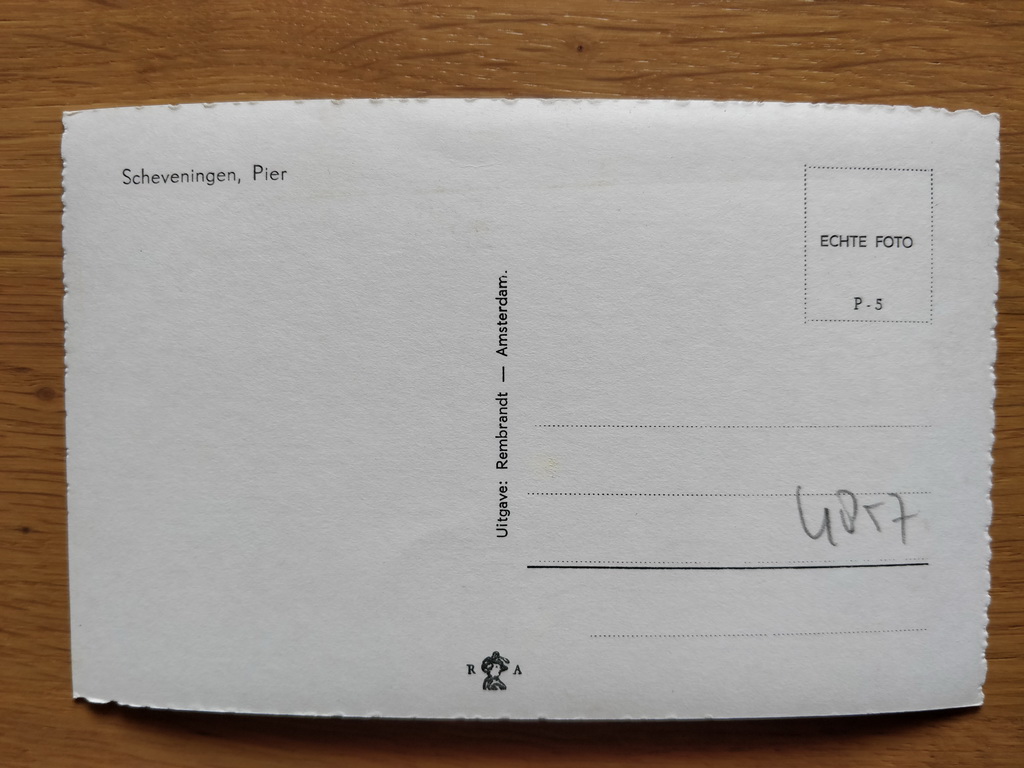 Scheveningen, Pier
ECHTE FOTO
P-5
Uitgave: Rembrandt — Amsterdam.
R A